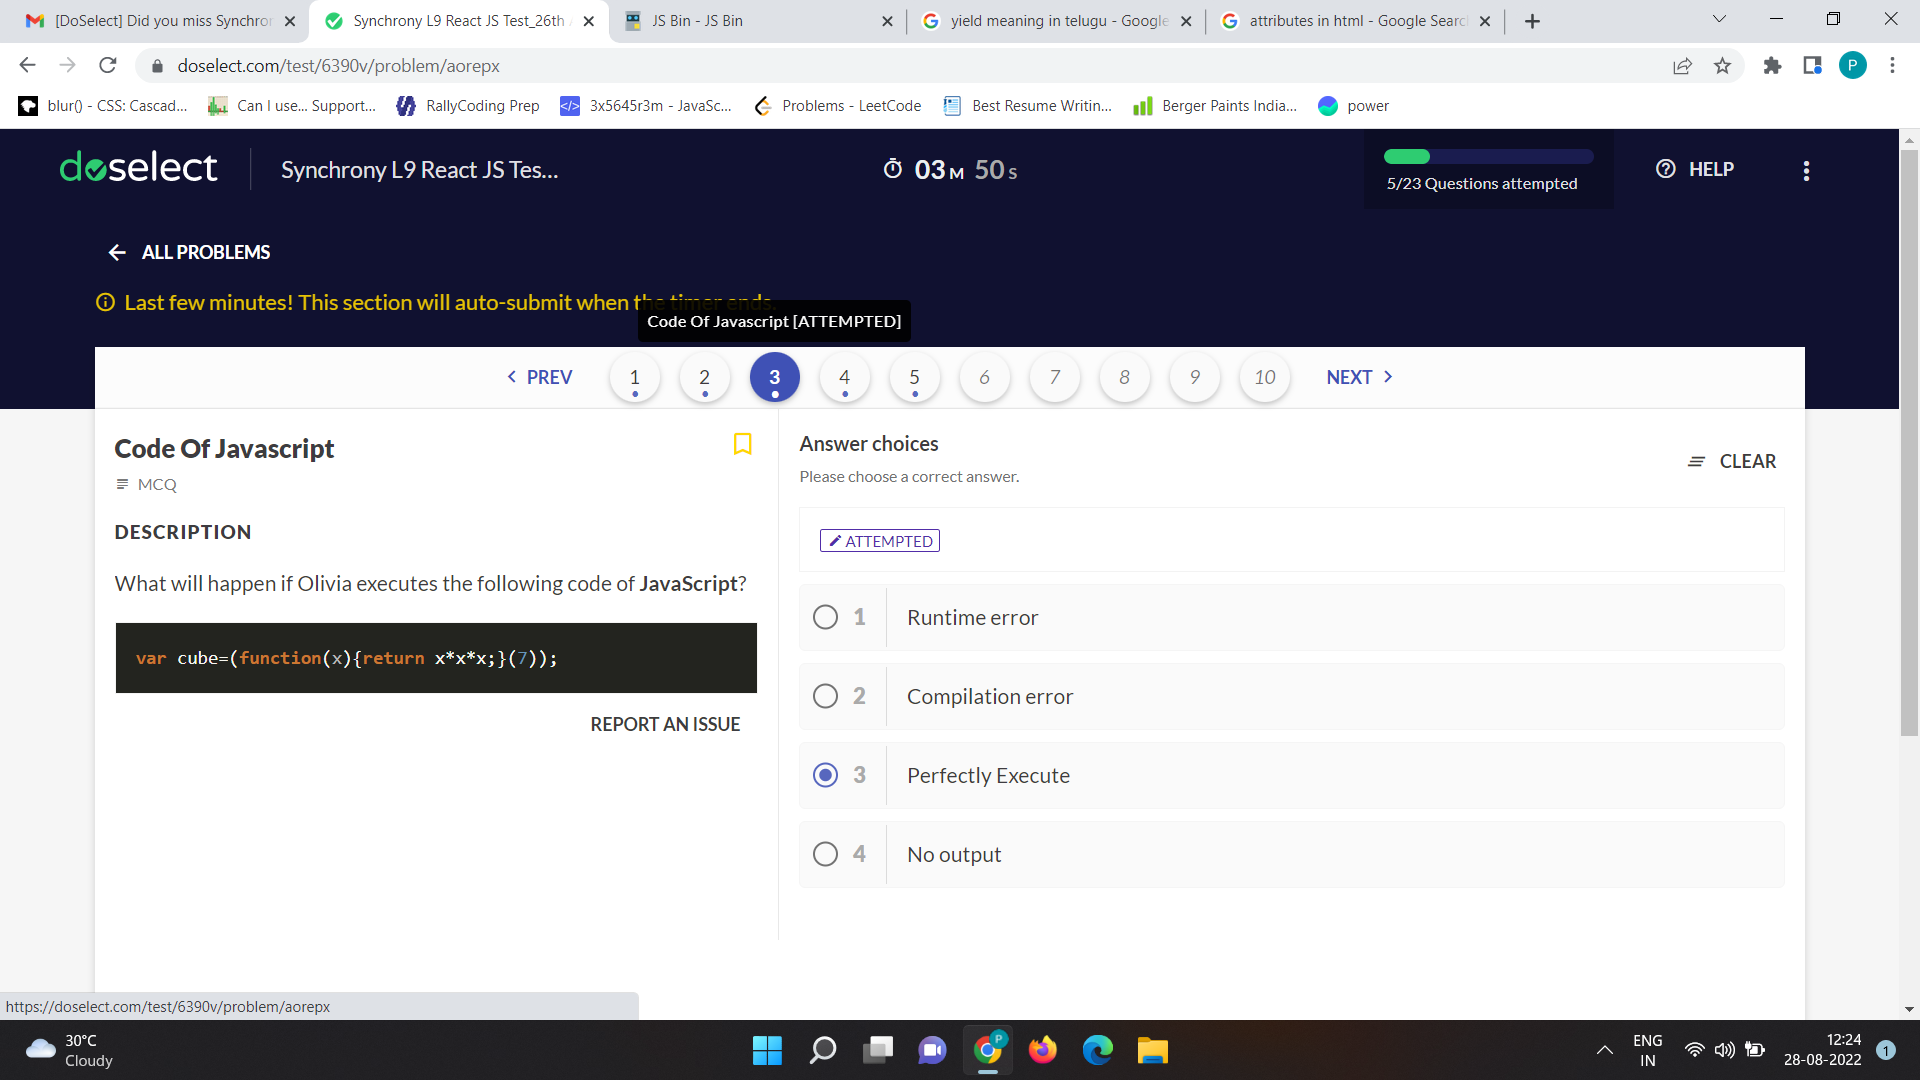 [DoSelect] Did you miss Synchron
Synchrony L9 React JS Test_26th A
JS Bin - JS Bin
yield meaning in telugu - Google
attributes in html - Google Search
doselect.com/test/6390v/problem/aorepx
P
blur() - CSS: Cascad...
Can I use... Support...
RallyCoding Prep
3x5645r3m - JavaSc...
Problems - LeetCode
Best Resume Writin...
Berger Paints India...
power
doselect
Synchrony L9 React JS Tes...
03 M 50 S
5/23 Questions attempted
HELP
ALL PROBLEMS
Last few minutes! This section will auto-submit when the timer ends.
Code Of Javascript [ATTEMPTED]
PREV 1 2 3 4 5 6 7 8 9 10 NEXT
Code Of Javascript
MCQ
DESCRIPTION
What will happen if Olivia executes the following code of JavaScript?
var cube=(function(x){return x*x*x;}(7));
REPORT AN ISSUE
Answer choices
Please choose a correct answer.
CLEAR
ATTEMPTED
1 Runtime error
2 Compilation error
3 Perfectly Execute
4 No output
https://doselect.com/test/6390v/problem/aorepx
30°C
Cloudy
P
ENG
IN
12:24
28-08-2022
1